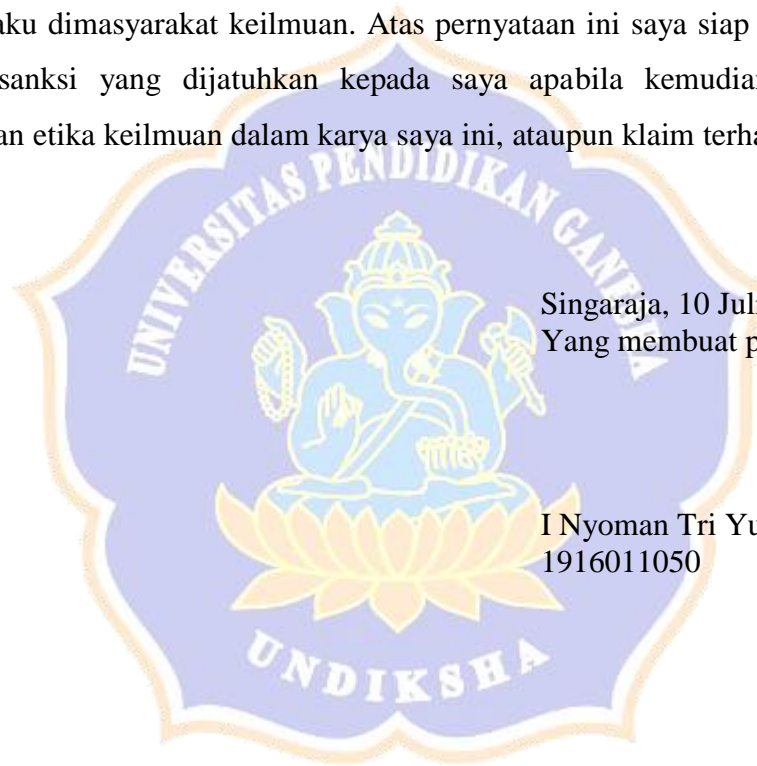 aku dimasyarakat keilmuan. Atas pernyataan ini saya siap
sanksi yang dijatuhkan kepada saya apabila kemudian
an etika keilmuan dalam karya saya ini, ataupun klaim terha
UNIVERSITAS PENDIDIKAN GANESHA
Singaraja, 10 Juli
Yang membuat p
I Nyoman Tri Yu
1916011050
UNDIKSHA